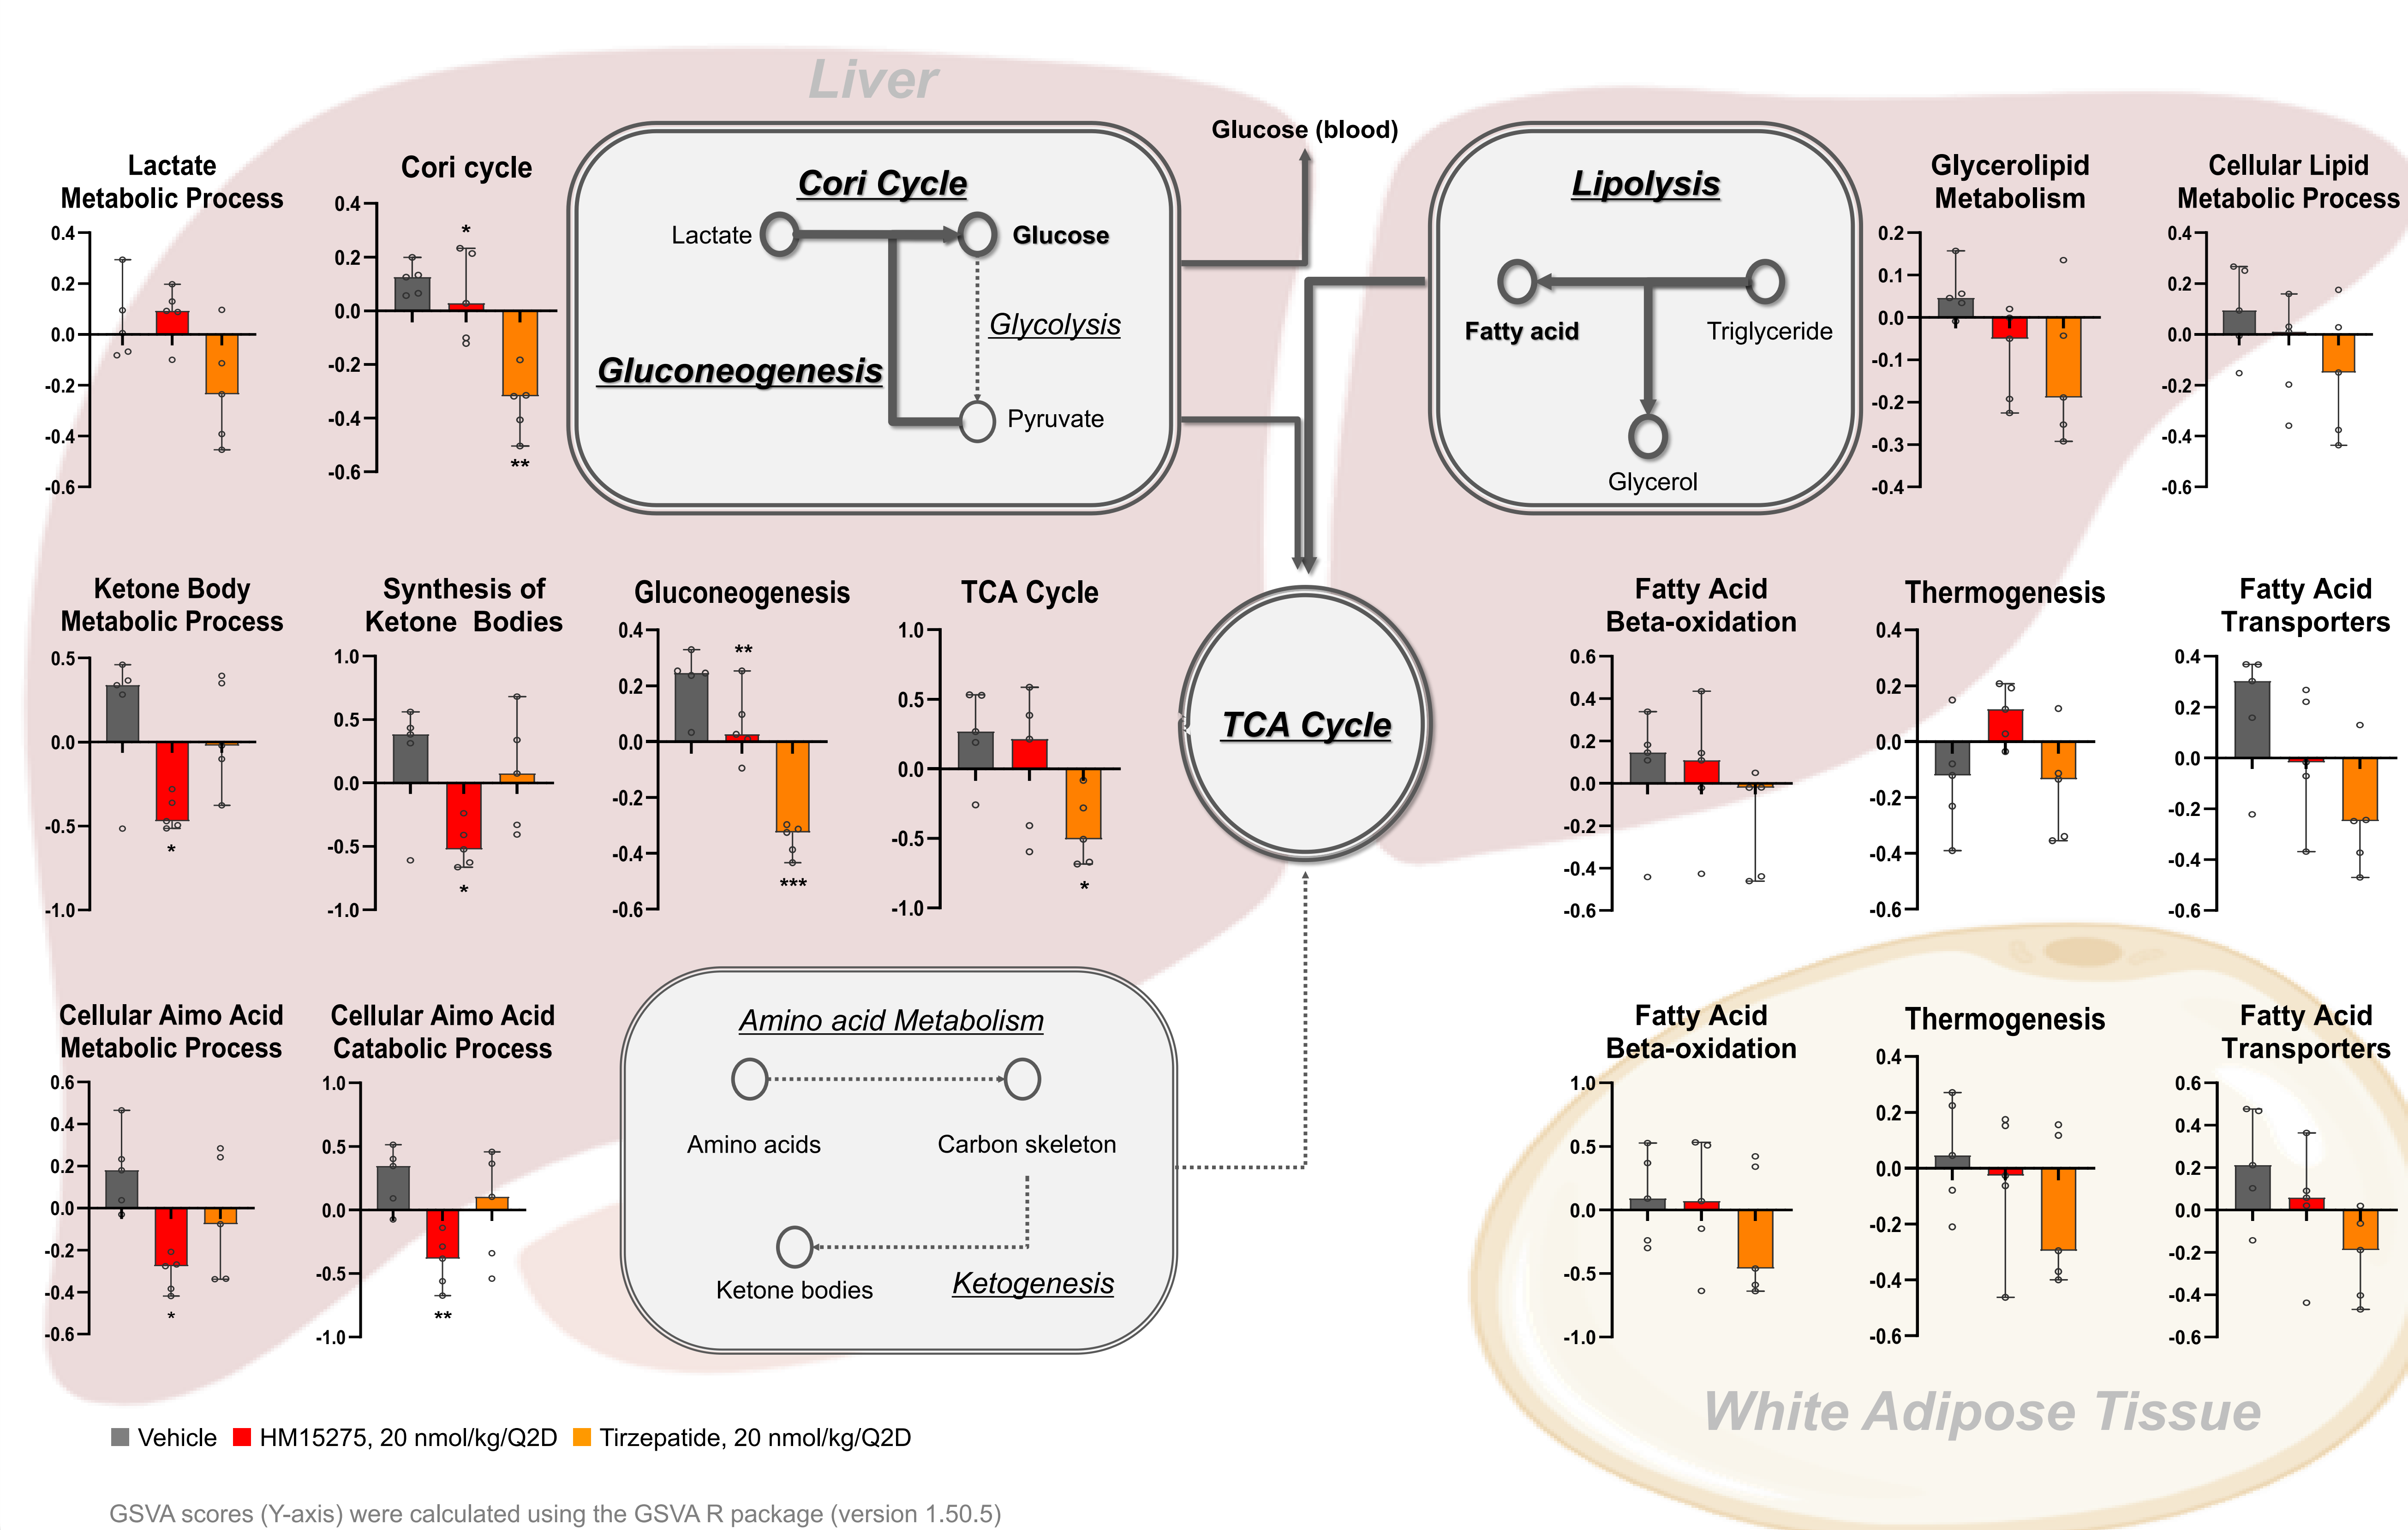 Liver
Glucose (blood)
Lactate
Metabolic Process
0.4
0.2
0.0
-0.2
-0.4
-0.6
Cori cycle
0.4
0.2
0.0
-0.2
-0.4
-0.6
*
**
Cori Cycle
Lactate
Glucose
Glycolysis
Gluconeogenesis
Pyruvate
Lipolysis
Fatty acid
Triglyceride
Glycerol
Glycerolipid
Metabolism
0.2
0.1
0.0
-0.1
-0.2
-0.3
-0.4
Cellular Lipid
Metabolic Process
0.4
0.2
0.0
-0.2
-0.4
-0.6
Ketone Body
Metabolic Process
0.5
0.0
-0.5
-1.0
*
Synthesis of
Ketone Bodies
1.0
0.5
0.0
-0.5
-1.0
*
Gluconeogenesis
0.4
0.2
0.0
-0.2
-0.4
-0.6
**
***
TCA Cycle
1.0
0.5
0.0
-0.5
-1.0
*
TCA Cycle
Fatty Acid
Beta-oxidation
0.6
0.4
0.2
0.0
-0.2
-0.4
-0.6
Thermogenesis
0.4
0.2
0.0
-0.2
-0.4
-0.6
Fatty Acid
Transporters
0.4
0.2
0.0
-0.2
-0.4
-0.6
Cellular Aimo Acid
Metabolic Process
0.6
0.4
0.2
0.0
-0.2
-0.4
-0.6
*
Cellular Aimo Acid
Catabolic Process
1.0
0.5
0.0
-0.5
-1.0
**
Amino acid Metabolism
Amino acids
Carbon skeleton
Ketone bodies
Ketogenesis
Fatty Acid
Beta-oxidation
1.0
0.5
0.0
-0.5
-1.0
Thermogenesis
0.4
0.2
0.0
-0.2
-0.4
-0.6
Fatty Acid
Transporters
0.6
0.4
0.2
0.0
-0.2
-0.4
-0.6
White Adipose Tissue
Vehicle HM15275, 20 nmol/kg/Q2D Tirzepatide, 20 nmol/kg/Q2D
GSVA scores (Y-axis) were calculated using the GSVA R package (version 1.50.5)